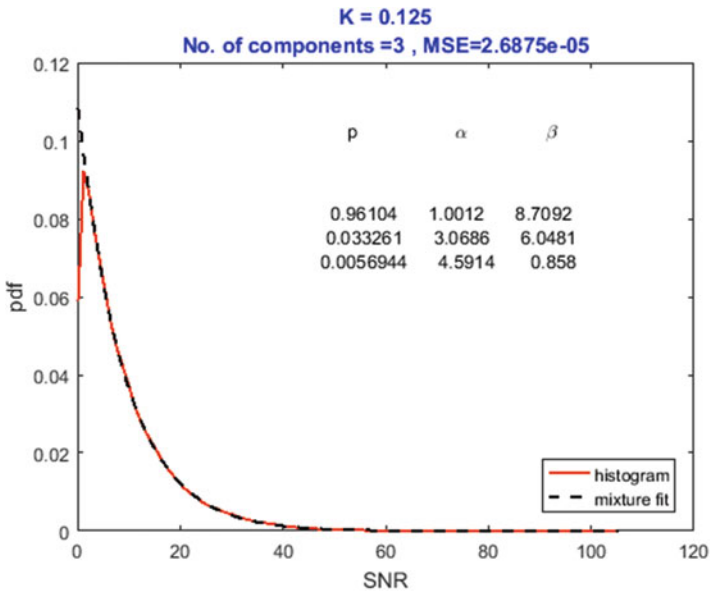 K = 0.125
No. of components =3 , MSE=2.6875e-05
0.12
0.1
0.08
0.06
0.04
0.02
0
pdf
p α β
0.96104 1.0012 8.7092
0.033261 3.0686 6.0481
0.0056944 4.5914 0.858
histogram
mixture fit
0 20 40 60 80 100 120
SNR